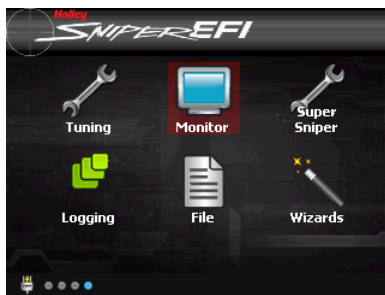 Holley
SNIPER EFI
Tuning
Monitor
Super
Sniper
Logging
File
Wizards